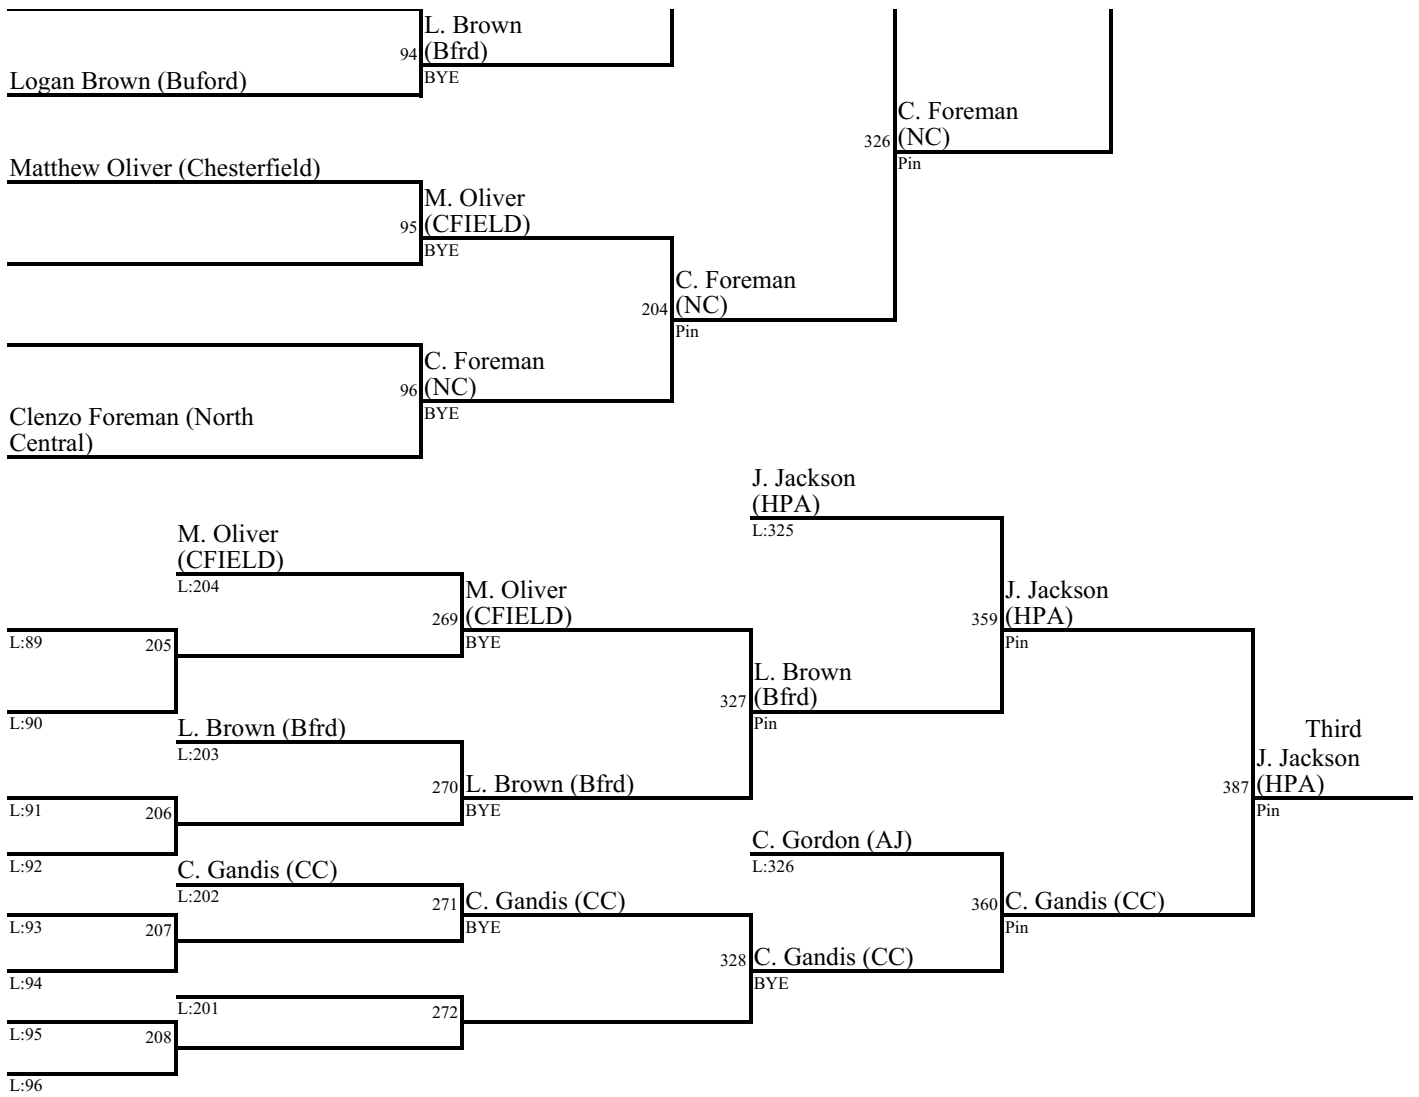 L. Brown
(Bfrd)
94
BYE
Logan Brown (Buford)
C. Foreman
(NC)
326
Pin
Matthew Oliver (Chesterfield)
M. Oliver
(CFIELD)
95
BYE
C. Foreman
(NC)
204
Pin
C. Foreman
(NC)
96
BYE
Clenzo Foreman (North
Central)
J. Jackson
(HPA)
L:325
M. Oliver
(CFIELD)
L:204
M. Oliver
(CFIELD)
269
BYE
J. Jackson
(HPA)
359
Pin
L:89
205
L. Brown
(Bfrd)
327
Pin
L:90
L. Brown (Bfrd)
L:203
Third
J. Jackson
(HPA)
387
Pin
270
L. Brown (Bfrd)
BYE
L:91
206
C. Gordon (AJ)
L:326
L:92
C. Gandis (CC)
L:202
271
C. Gandis (CC)
BYE
360
C. Gandis (CC)
Pin
L:93
207
328
C. Gandis (CC)
BYE
L:94
L:201
272
L:95
208
L:96